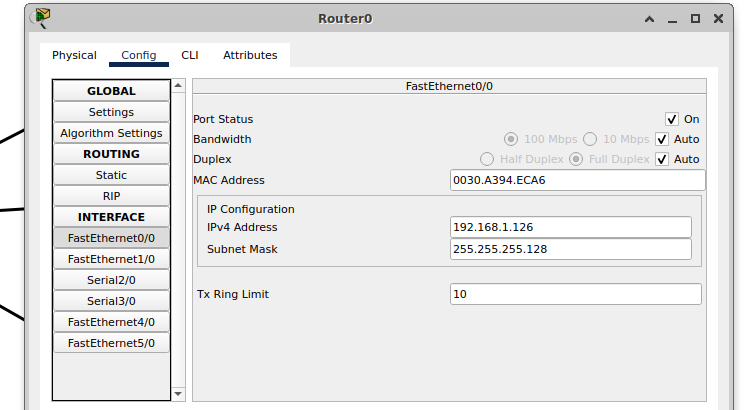 Router0
Physical Config CLI Attributes
GLOBAL
Settings
Algorithm Settings
ROUTING
Static
RIP
INTERFACE
FastEthernet0/0
FastEthernet1/0
Serial2/0
Serial3/0
FastEthernet4/0
FastEthernet5/0
FastEthernet0/0
Port Status On
Bandwidth 100 Mbps 10 Mbps Auto
Duplex Half Duplex Full Duplex Auto
MAC Address 0030.A394.ECA6
IP Configuration
IPv4 Address 192.168.1.126
Subnet Mask 255.255.255.128
Tx Ring Limit 10